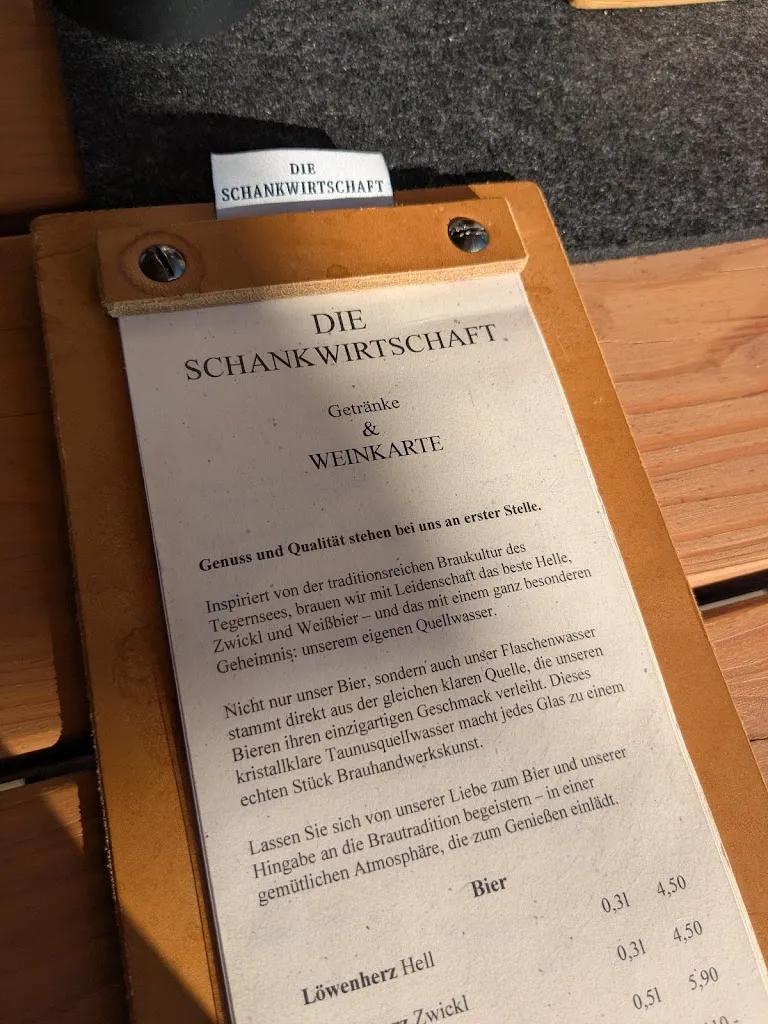 DIE
SCHANKWIRTSCHAFT
DIE
SCHANKWIRTSCHAFT
Getränke
&
WEINKARTE
Genuss und Qualität stehen bei uns an erster Stelle.
Inspiriert von der traditionsreichen Braukultur des
Tegernsees, brauen wir mit Leidenschaft das beste Helle,
Zwickl und Weißbier – und das mit einem ganz besonderen
Geheimnis: unserem eigenen Quellwasser.
Nicht nur unser Bier, sondern auch unser Flaschenwasser
stammt direkt aus der gleichen klaren Quelle, die unseren
Bieren ihren einzigartigen Geschmack verleiht. Dieses
kristallklare Taunusquellwasser macht jedes Glas zu einem
echten Stück Brauhandwerkskunst.
Lassen Sie sich von unserer Liebe zum Bier und unserer
Hingabe an die Brautradition begeistern – in einer
gemütlichen Atmosphäre, die zum Genießen einlädt.
Bier
Löwenherz Hell 0,3l 4,50
Zwickl 0,3l 4,50
0,5l 5,90